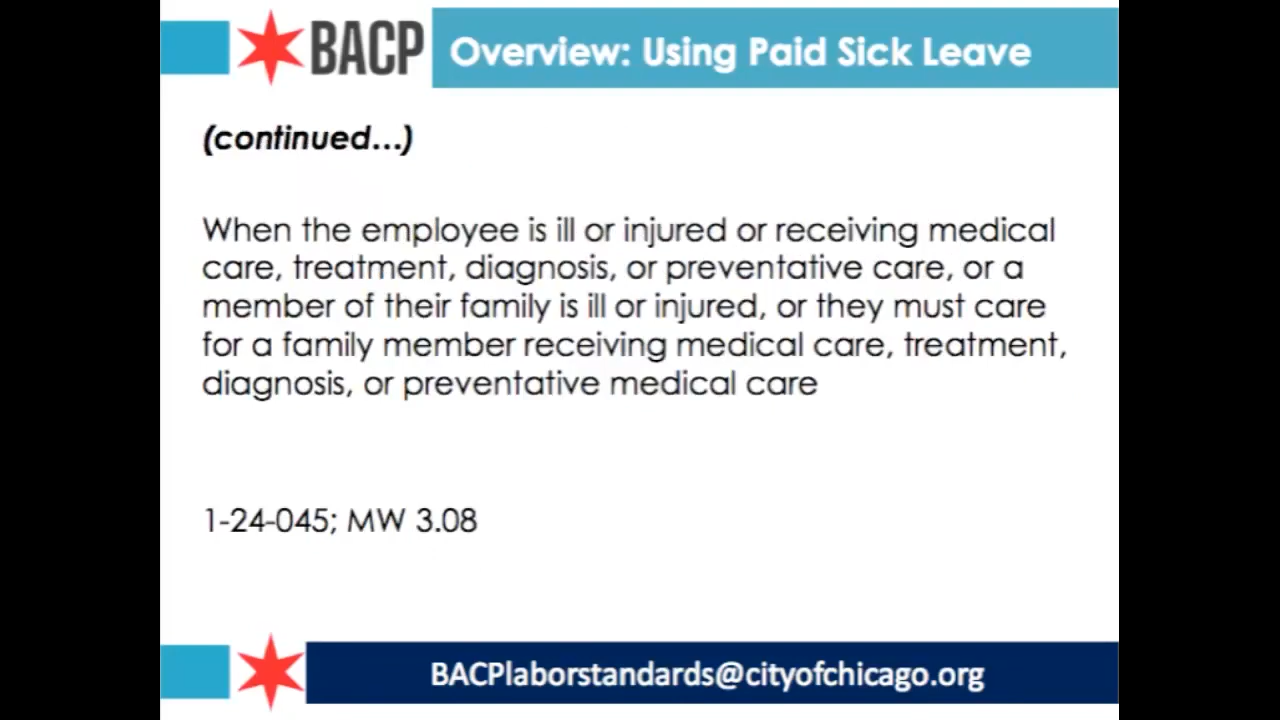 BACP
Overview: Using Paid Sick Leave
(continued...)
When the employee is ill or injured or receiving medical
care, treatment, diagnosis, or preventative care, or a
member of their family is ill or injured, or they must care
for a family member receiving medical care, treatment,
diagnosis, or preventative medical care
1-24-045; MW 3.08
BACPlaborstandards@cityofchicago.org